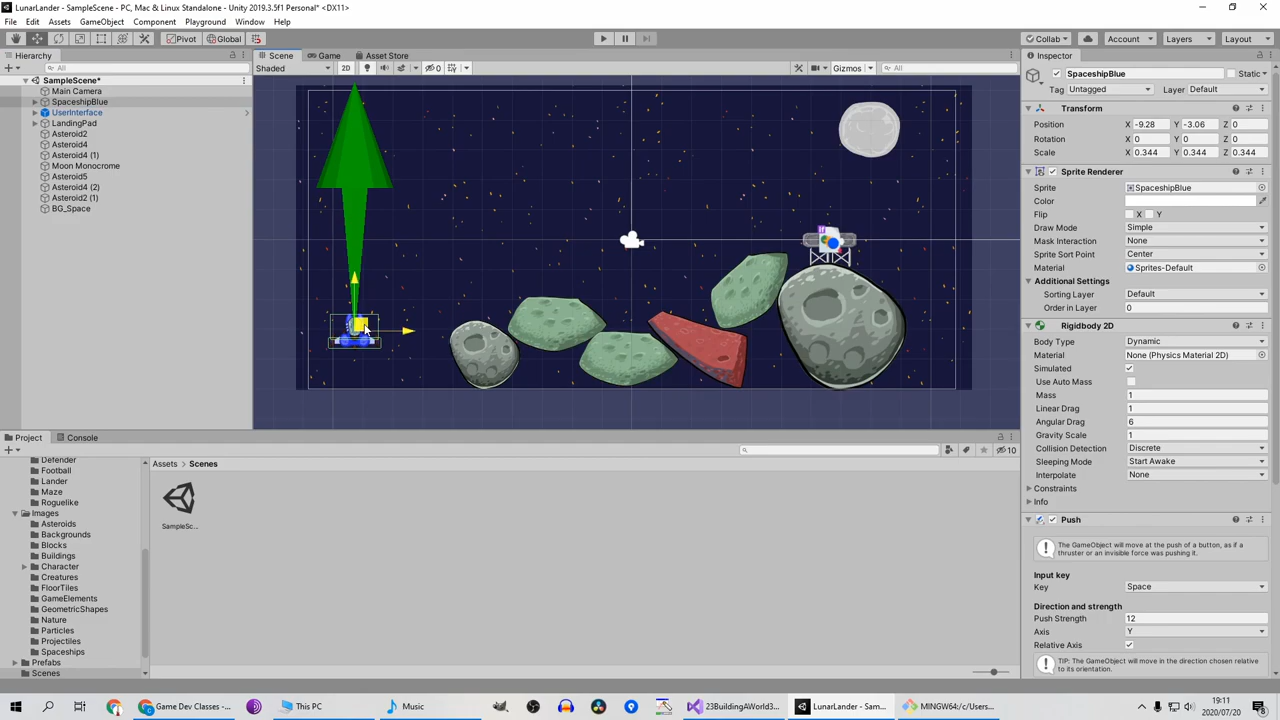 LunarLander - SampleScene - PC, Mac & Linux Standalone - Unity 2019.3.5f1 Personal* <DX11>
File Edit Assets GameObject Component Playground Window Help
Pivot Global Collab Account Layers Layout
Hierarchy
All
SampleScene*
Main Camera
SpaceshipBlue
UserInterface
LandingPad
Asteroid2
Asteroid4
Asteroid4 (1)
Moon Monocrome
Asteroid5
Asteroid4 (2)
Asteroid2 (1)
BG_Space
Scene Game Asset Store
Shaded 2D 0 Gizmos All
Inspector
SpaceshipBlue Static
Tag Untagged Layer Default
Transform
Position X -9.28 Y -3.06 Z 0
Rotation X 0 Y 0 Z 0
Scale X 0.344 Y 0.344 Z 0.344
Sprite Renderer
Sprite SpaceshipBlue
Color
Flip X Y
Draw Mode Simple
Mask Interaction None
Sprite Sort Point Center
Material Sprites-Default
Additional Settings
Sorting Layer Default
Order in Layer 0
Rigidbody 2D
Body Type Dynamic
Material None (Physics Material 2D)
Simulated
Use Auto Mass
Mass 1
Linear Drag 1
Angular Drag 6
Gravity Scale 1
Collision Detection Discrete
Sleeping Mode Start Awake
Interpolate None
Constraints
Info
Push
The GameObject will move at the push of a button, as if a
thruster or an invisible force was pushing it.
Input key
Key Space
Direction and strength
Push Strength 12
Axis Y
Relative Axis
TIP: The GameObject will move in the direction chosen relative
to its orientation.
Project Console
10
Defender
Football
Lander
Maze
Roguelike
Images
Asteroids
Backgrounds
Blocks
Buildings
Character
Creatures
FloorTiles
GameElements
GeometricShapes
Nature
Particles
Projectiles
Spaceships
Prefabs
Scenes
Assets > Scenes
SampleSc...
Game Dev Classes - ... This PC Music 23BuildingAWorld3... LunarLander - Sam... MINGW64:/c/Users...
19:11
2020/07/20